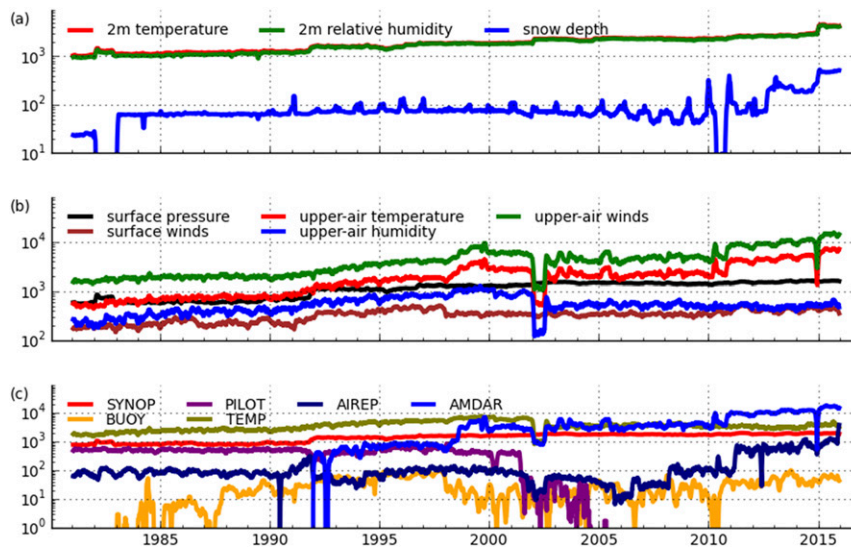 (a)
2m temperature 2m relative humidity snow depth
10³
10²
10¹
(b)
surface pressure upper-air temperature upper-air winds
surface winds upper-air humidity
10⁴
10³
10²
(c)
SYNOP PILOT AIREP AMDAR
BUOY TEMP
10⁴
10³
10²
10¹
10⁰
1985 1990 1995 2000 2005 2010 2015